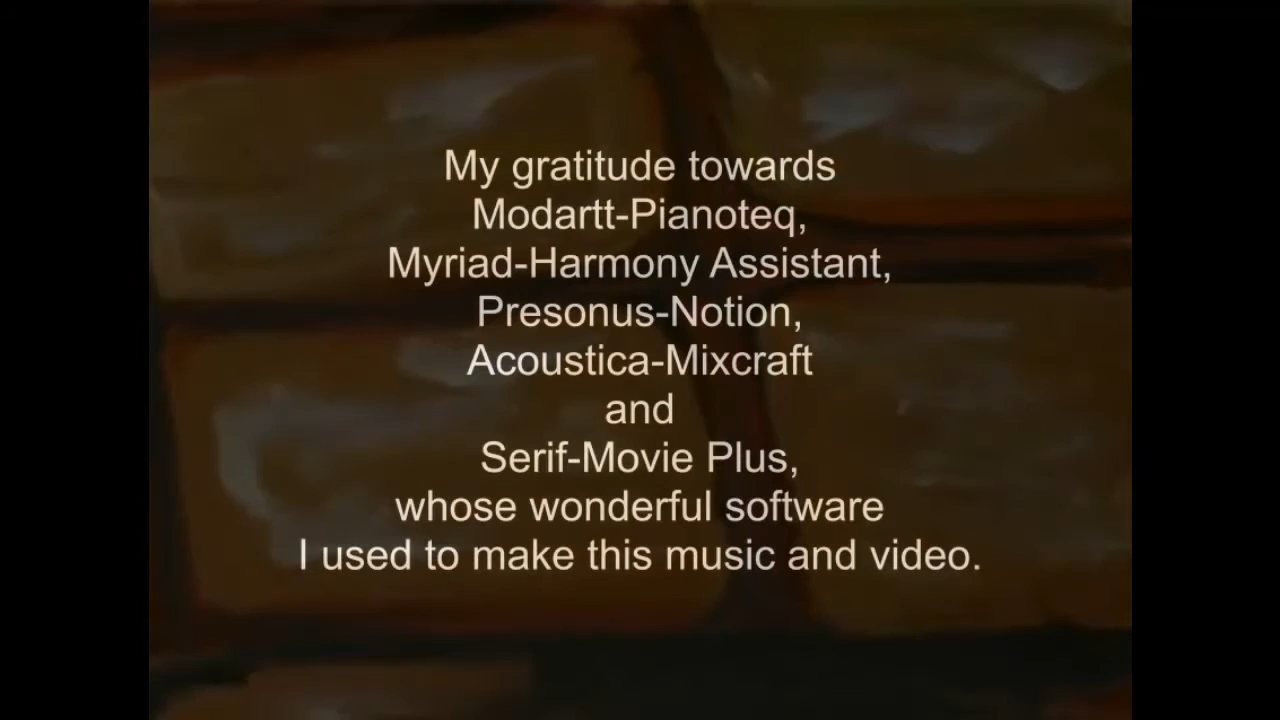 My gratitude towards
Modartt-Pianoteq,
Myriad-Harmony Assistant,
Presonus-Notion,
Acoustica-Mixcraft
and
Serif-Movie Plus,
whose wonderful software
I used to make this music and video.